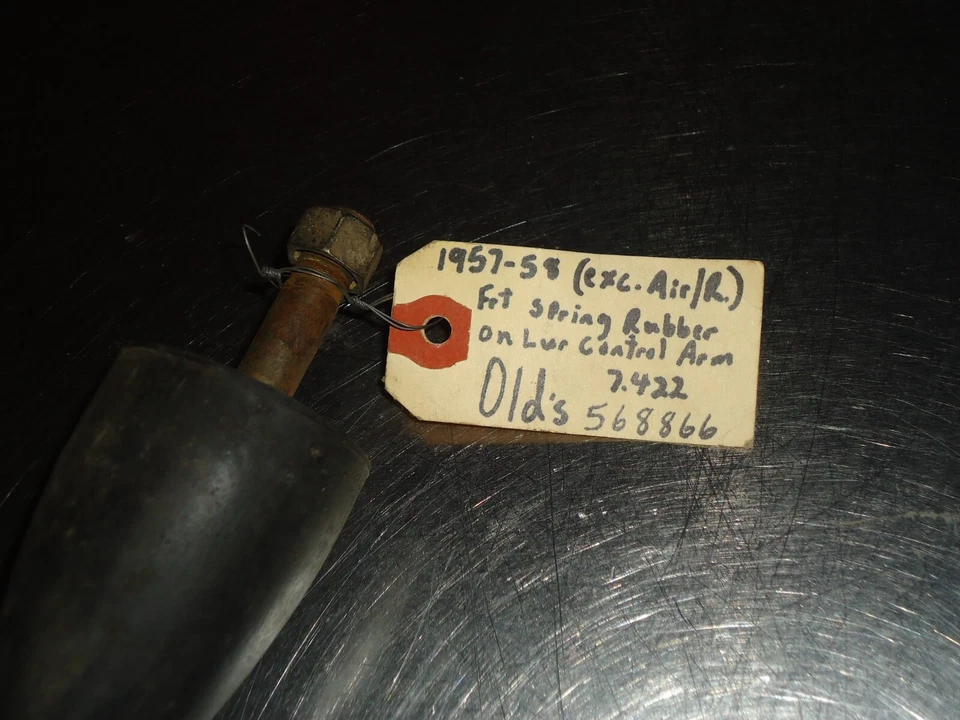 1957-58 (exc. Air/R.)
Frt spring Rubber
on Lwr Control Arm
7.422
Old's 568866